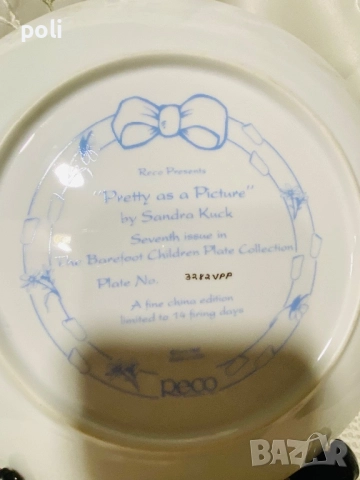 poli
Reco Presents
"Pretty as a Picture"
by Sandra Kuck
Seventh issue in
The Barefoot Children Plate Collection
Plate No. 3282VPP
A fine china edition
limited to 14 firing days
Reco
BAZAR